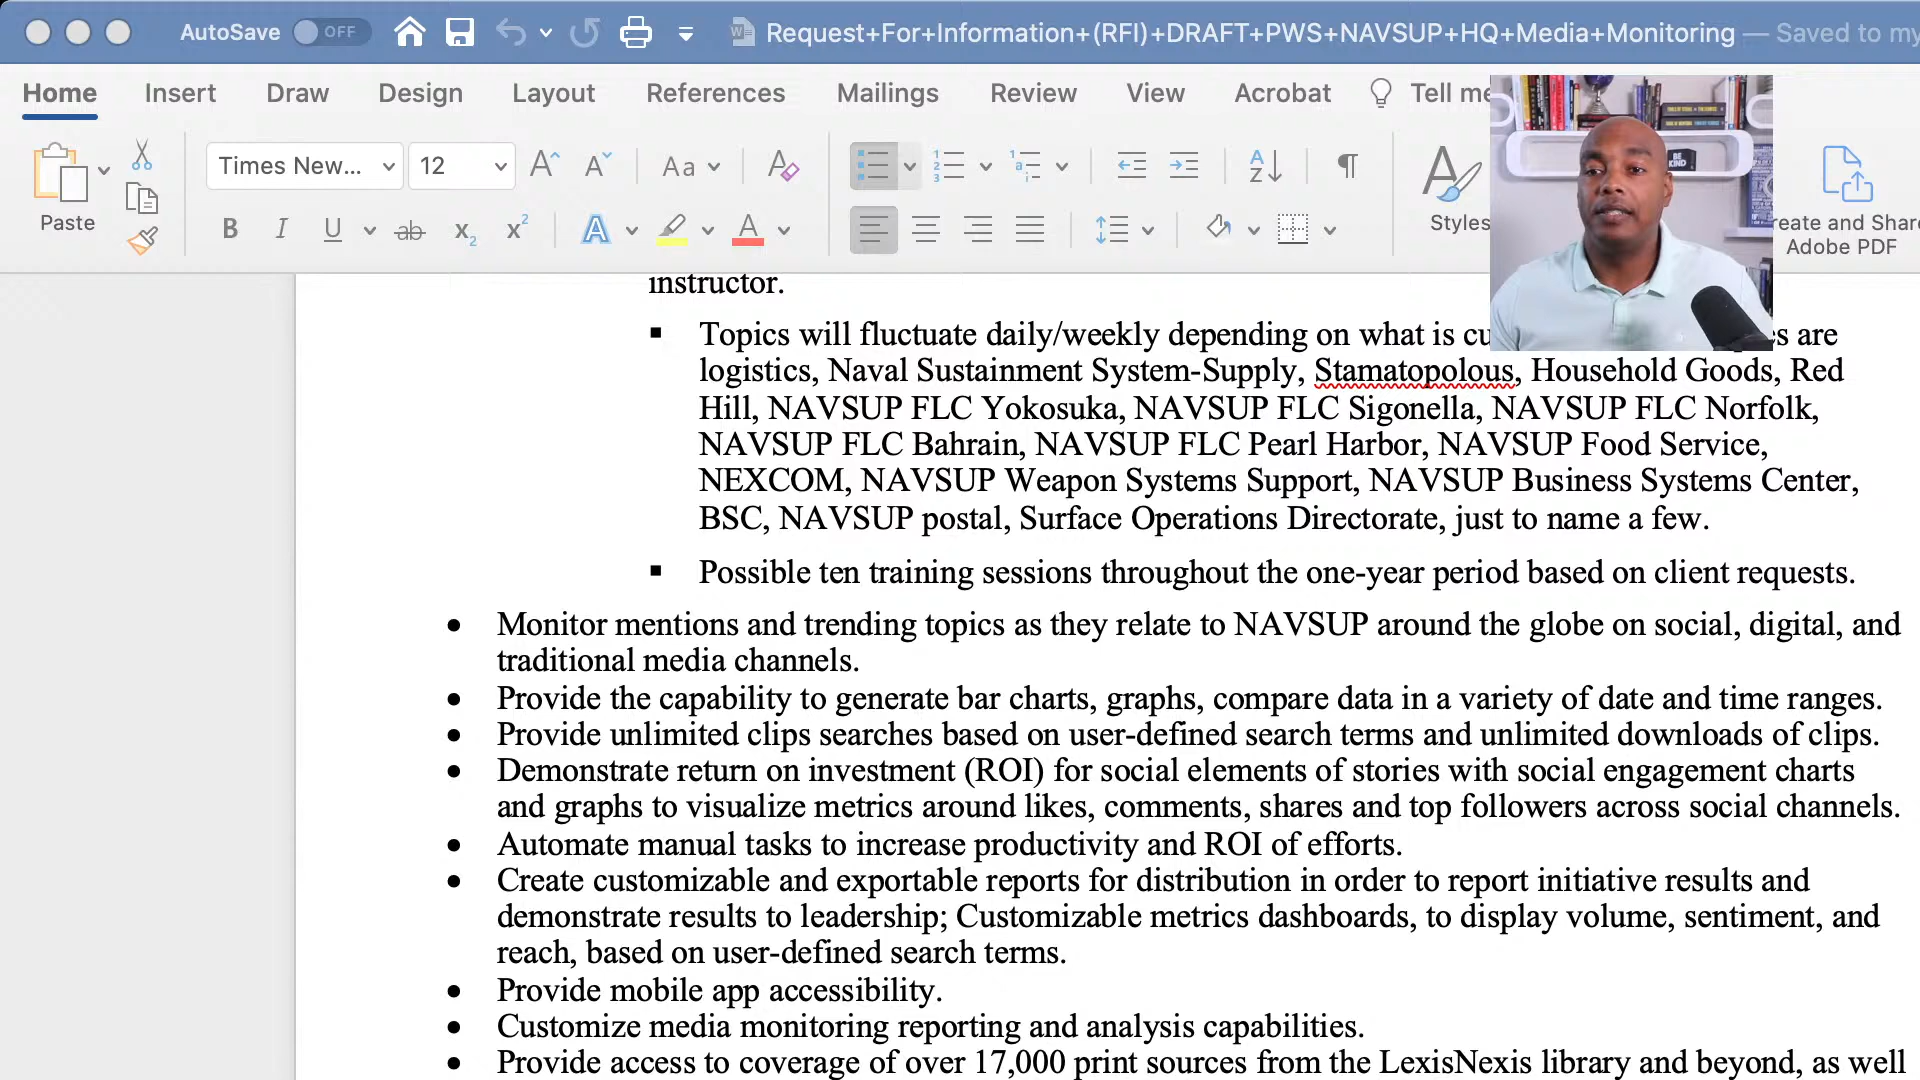 AutoSave OFF Request+For+Information+(RFI)+DRAFT+PWS+NAVSUP+HQ+Media+Monitoring — Saved to my
Home Insert Draw Design Layout References Mailings Review View Acrobat Tell me
Times New... 12 Aa
Paste B I U ab x₂ x² A A Styles
Create and Share
Adobe PDF
BE KIND
instructor.
▪ Topics will fluctuate daily/weekly depending on what is cu es are
logistics, Naval Sustainment System-Supply, Stamatopolous, Household Goods, Red
Hill, NAVSUP FLC Yokosuka, NAVSUP FLC Sigonella, NAVSUP FLC Norfolk,
NAVSUP FLC Bahrain, NAVSUP FLC Pearl Harbor, NAVSUP Food Service,
NEXCOM, NAVSUP Weapon Systems Support, NAVSUP Business Systems Center,
BSC, NAVSUP postal, Surface Operations Directorate, just to name a few.
▪ Possible ten training sessions throughout the one-year period based on client requests.
• Monitor mentions and trending topics as they relate to NAVSUP around the globe on social, digital, and
traditional media channels.
• Provide the capability to generate bar charts, graphs, compare data in a variety of date and time ranges.
• Provide unlimited clips searches based on user-defined search terms and unlimited downloads of clips.
• Demonstrate return on investment (ROI) for social elements of stories with social engagement charts
and graphs to visualize metrics around likes, comments, shares and top followers across social channels.
• Automate manual tasks to increase productivity and ROI of efforts.
• Create customizable and exportable reports for distribution in order to report initiative results and
demonstrate results to leadership; Customizable metrics dashboards, to display volume, sentiment, and
reach, based on user-defined search terms.
• Provide mobile app accessibility.
• Customize media monitoring reporting and analysis capabilities.
• Provide access to coverage of over 17,000 print sources from the LexisNexis library and beyond, as well